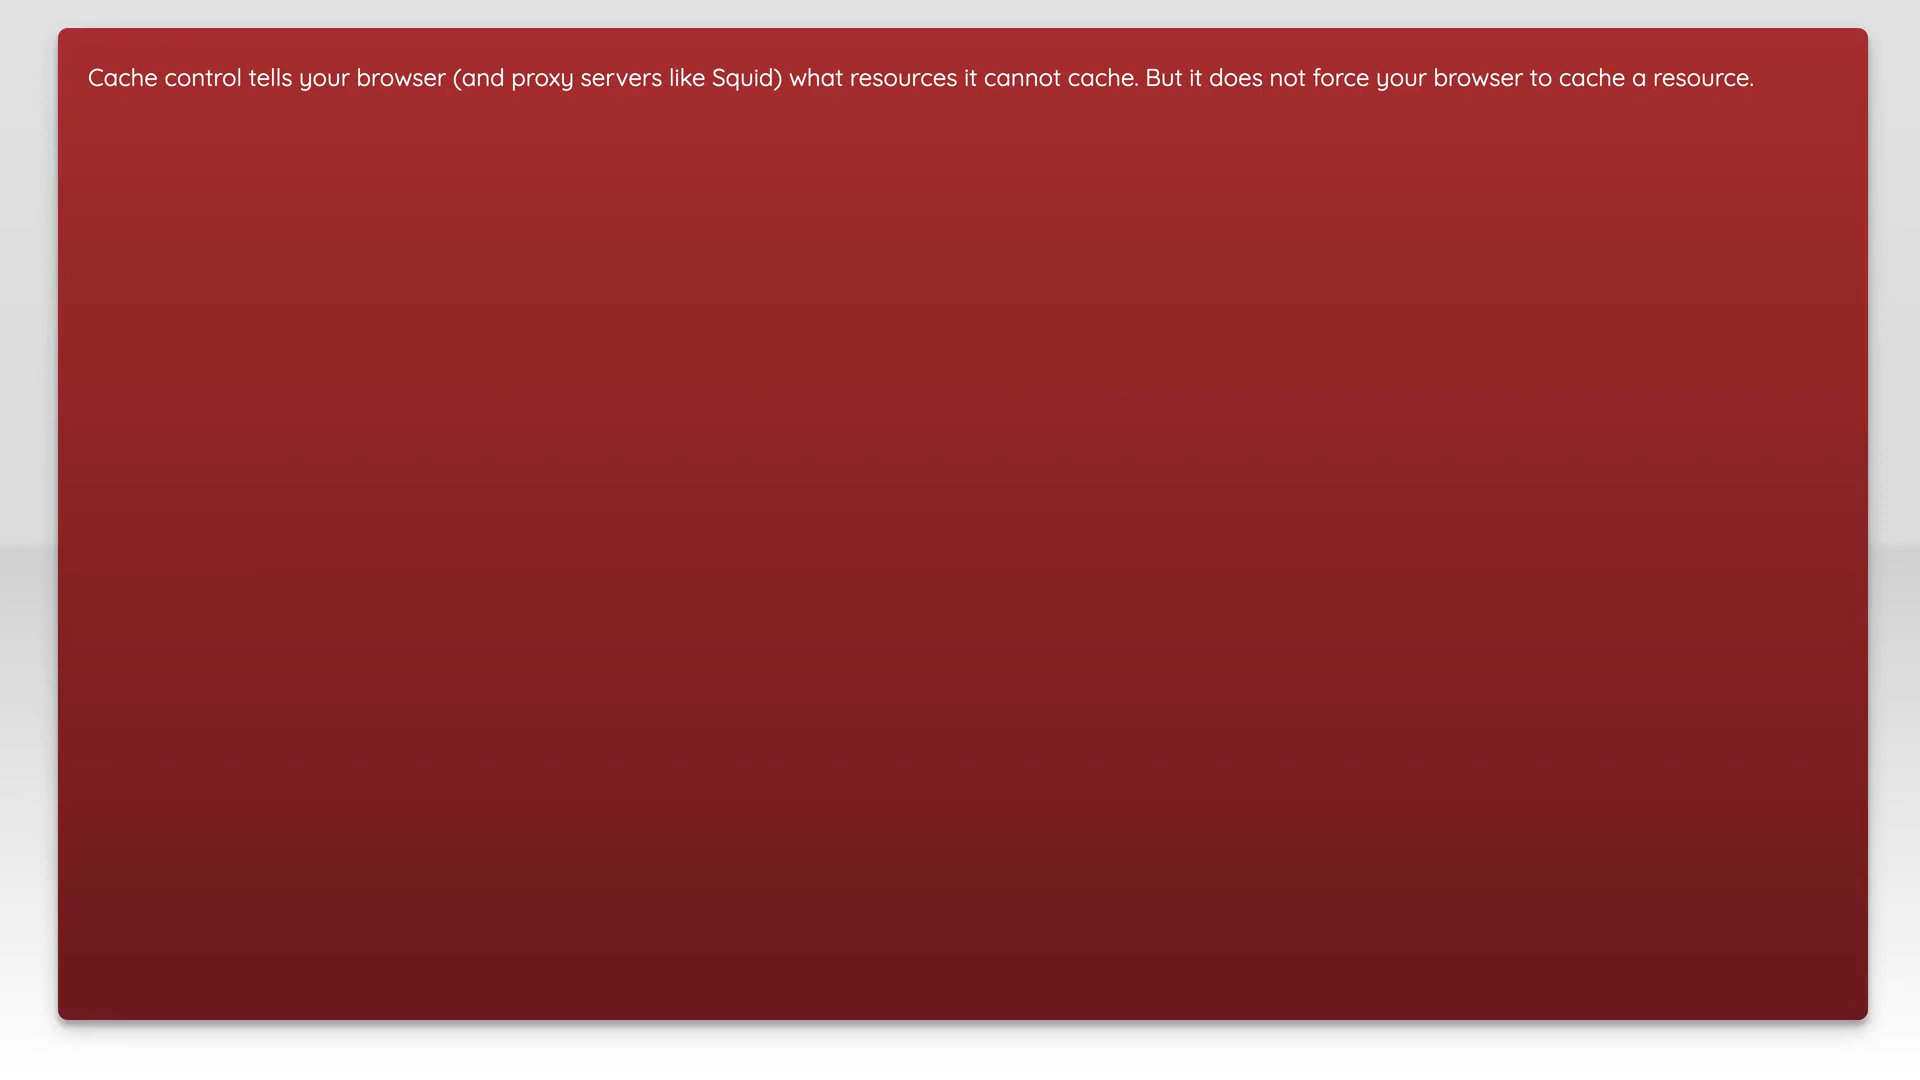 Cache control tells your browser (and proxy servers like Squid) what resources it cannot cache. But it does not force your browser to cache a resource.